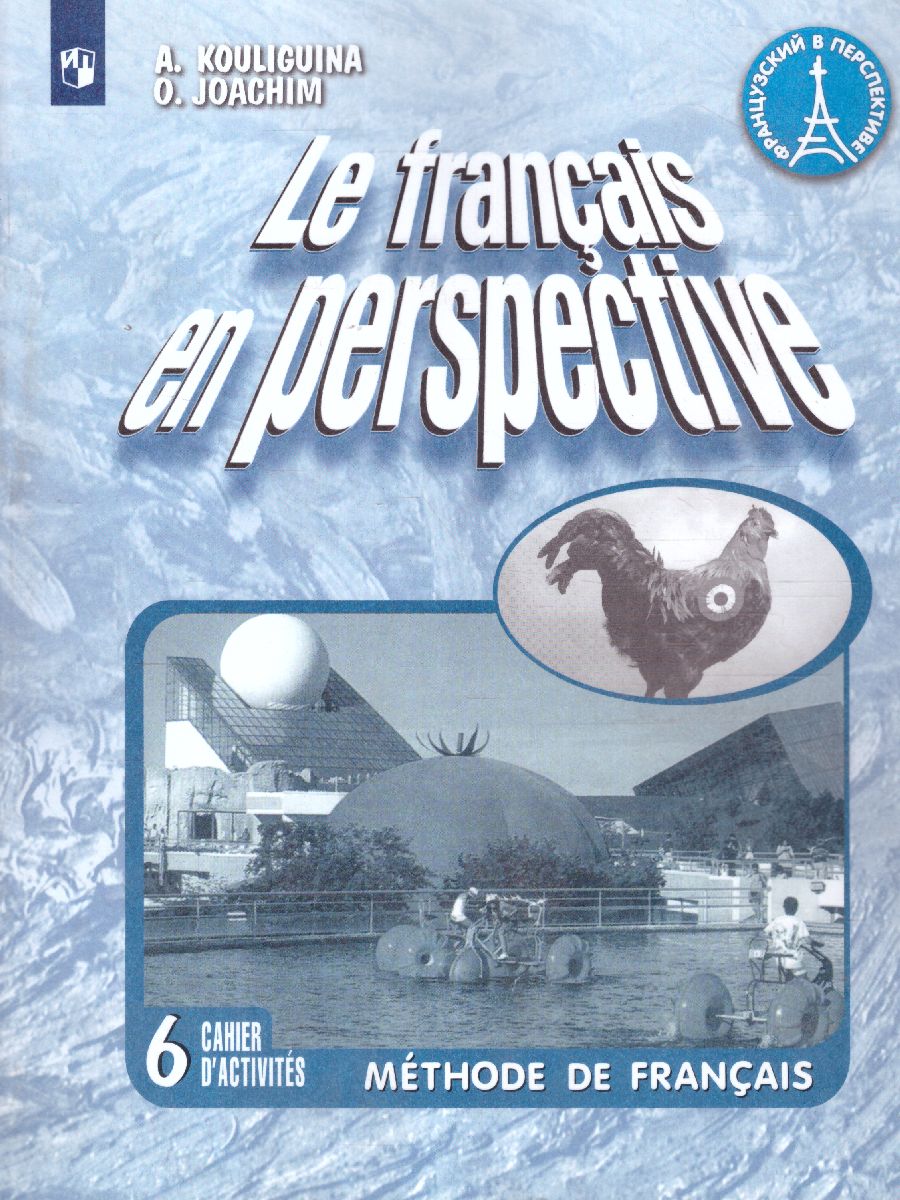 A. KOULIGUINA
O. JOACHIM
ФРАНЦУЗСКИЙ В ПЕРСПЕКТИВЕ
Le français
en perspective
6
CAHIER
D'ACTIVITÉS
MÉTHODE DE FRANÇAIS